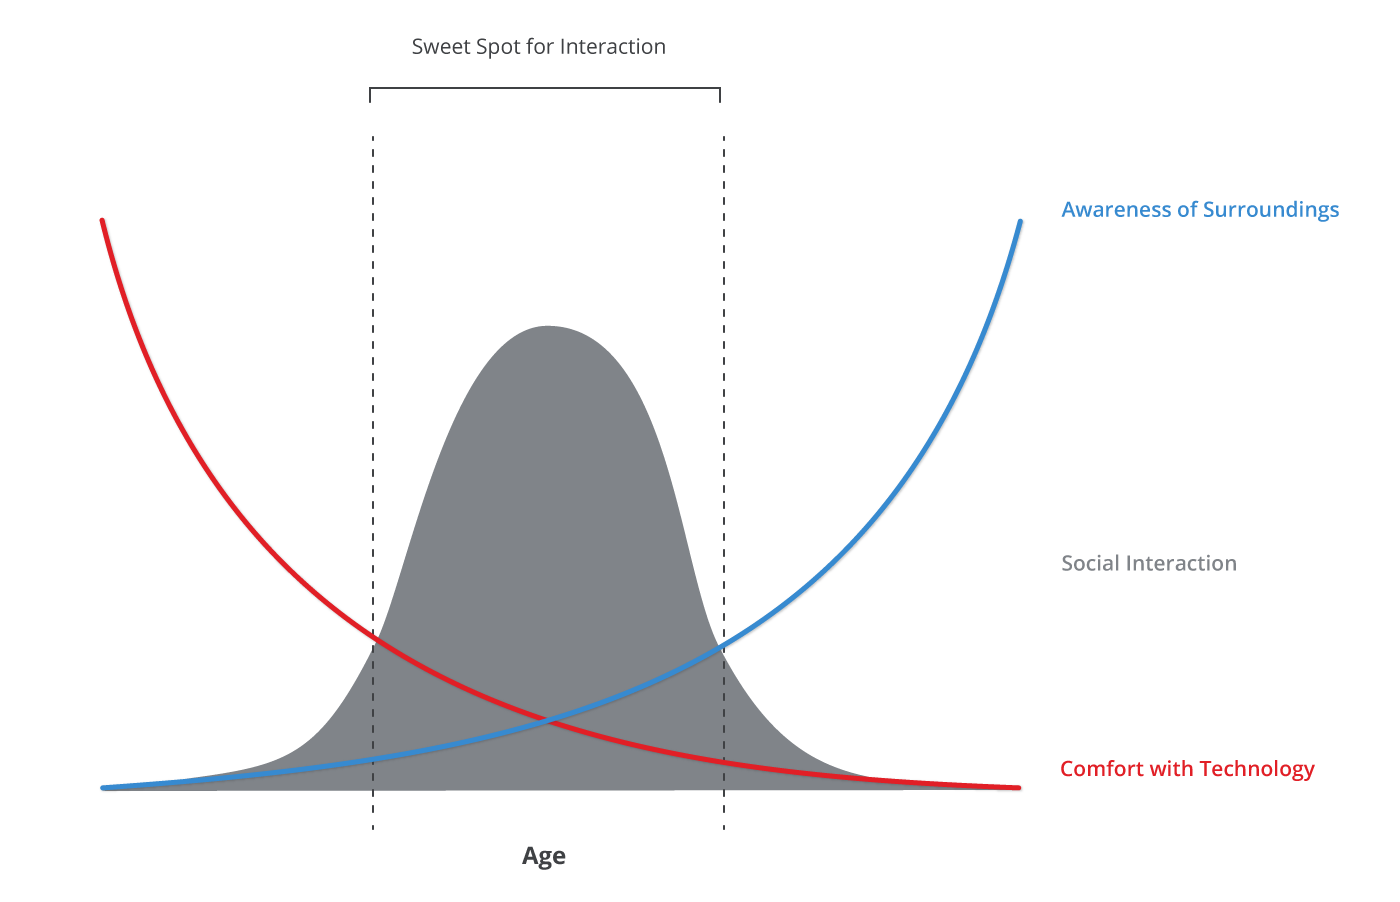 Sweet Spot for Interaction
Awareness of Surroundings
Social Interaction
Comfort with Technology
Age